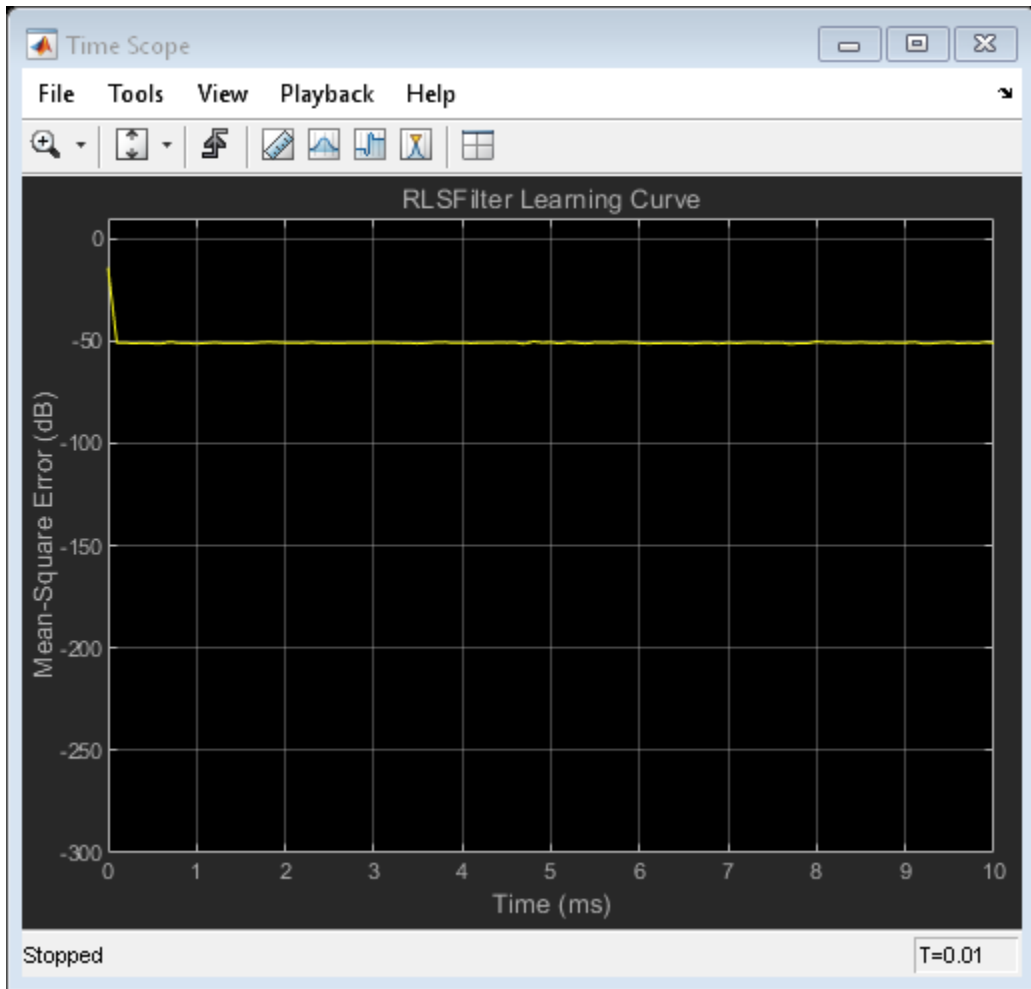 Time Scope
File Tools View Playback Help
RLSFilter Learning Curve
0
-50
-100
-150
-200
-250
-300
Mean-Square Error (dB)
0 1 2 3 4 5 6 7 8 9 10
Time (ms)
Stopped T=0.01